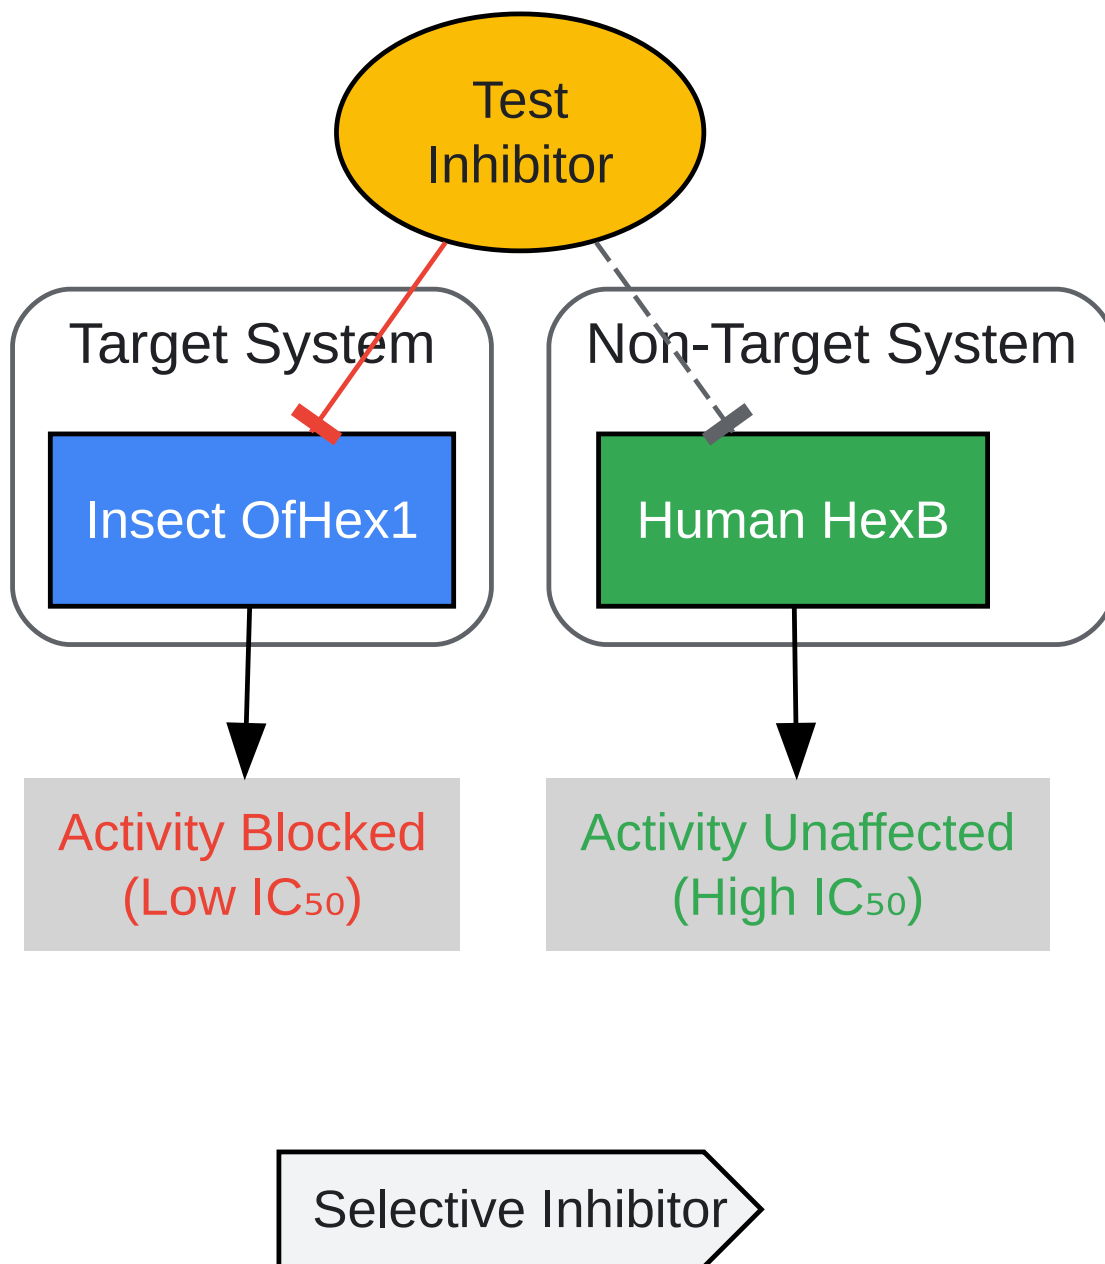 Test
Inhibitor
Target System
Non-Target System
Insect OfHex1
Human HexB
Activity Blocked
(Low IC₅₀)
Activity Unaffected
(High IC₅₀)
Selective Inhibitor